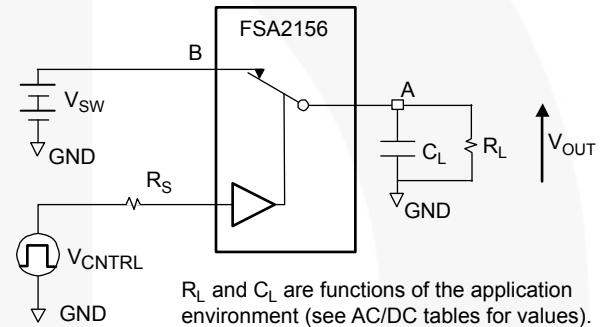 FSA2156
B
A
V_SW
GND
C_L
R_L
V_OUT
GND
R_S
V_CNTRL
GND
R_L and C_L are functions of the application
environment (see AC/DC tables for values).